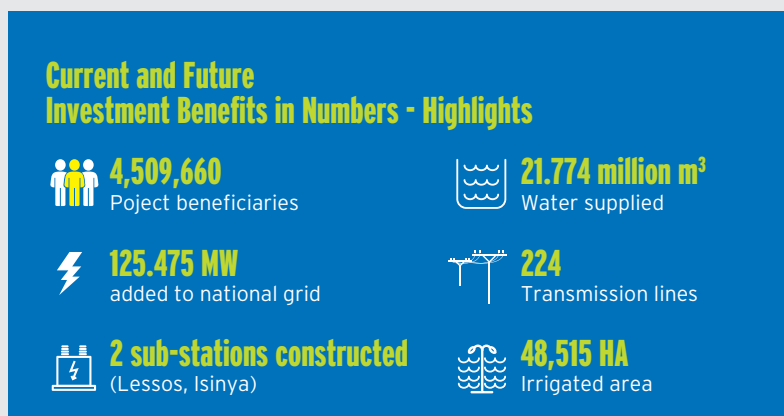 Current and Future
Investment Benefits in Numbers - Highlights
4,509,660
Poject beneficiaries
21.774 million m³
Water supplied
125.475 MW
added to national grid
224
Transmission lines
2 sub-stations constructed
(Lessos, Isinya)
48,515 HA
Irrigated area